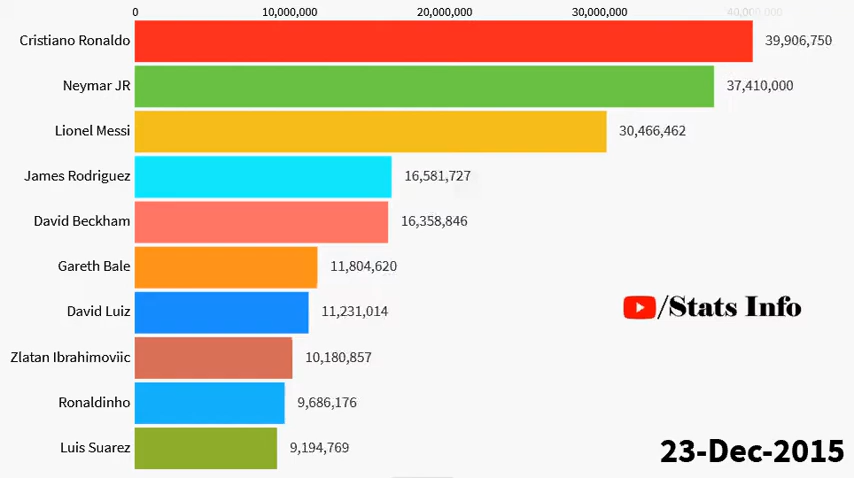 0 10,000,000 20,000,000 30,000,000 40,000,000
Cristiano Ronaldo 39,906,750
Neymar JR 37,410,000
Lionel Messi 30,466,462
James Rodriguez 16,581,727
David Beckham 16,358,846
Gareth Bale 11,804,620
David Luiz 11,231,014
/Stats Info
Zlatan Ibrahimoviic 10,180,857
Ronaldinho 9,686,176
Luis Suarez 9,194,769
23-Dec-2015